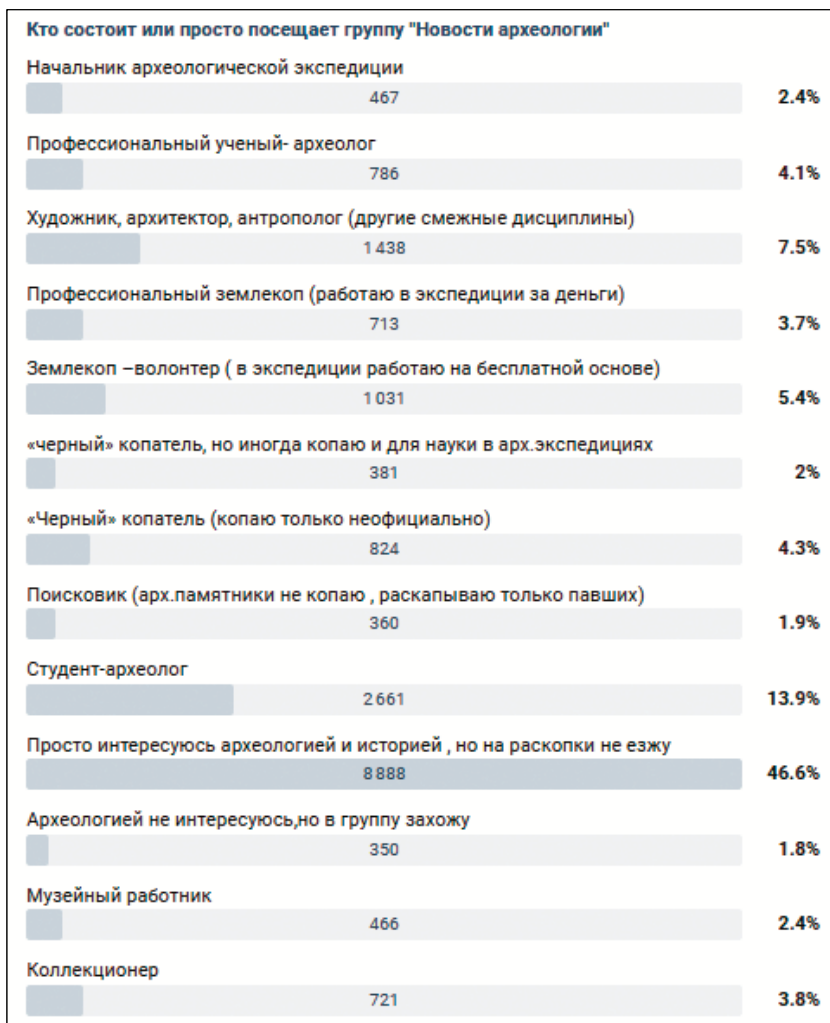 Кто состоит или просто посещает группу "Новости археологии"
Начальник археологической экспедиции
467 2.4%
Профессиональный ученый- археолог
786 4.1%
Художник, архитектор, антрополог (другие смежные дисциплины)
1 438 7.5%
Профессиональный землекоп (работаю в экспедиции за деньги)
713 3.7%
Землекоп –волонтер ( в экспедиции работаю на бесплатной основе)
1 031 5.4%
«черный» копатель, но иногда копаю и для науки в арх.экспедициях
381 2%
«Черный» копатель (копаю только неофициально)
824 4.3%
Поисковик (арх.памятники не копаю , раскапываю только павших)
360 1.9%
Студент-археолог
2 661 13.9%
Просто интересуюсь археологией и историей , но на раскопки не езжу
8 888 46.6%
Археологией не интересуюсь,но в группу захожу
350 1.8%
Музейный работник
466 2.4%
Коллекционер
721 3.8%